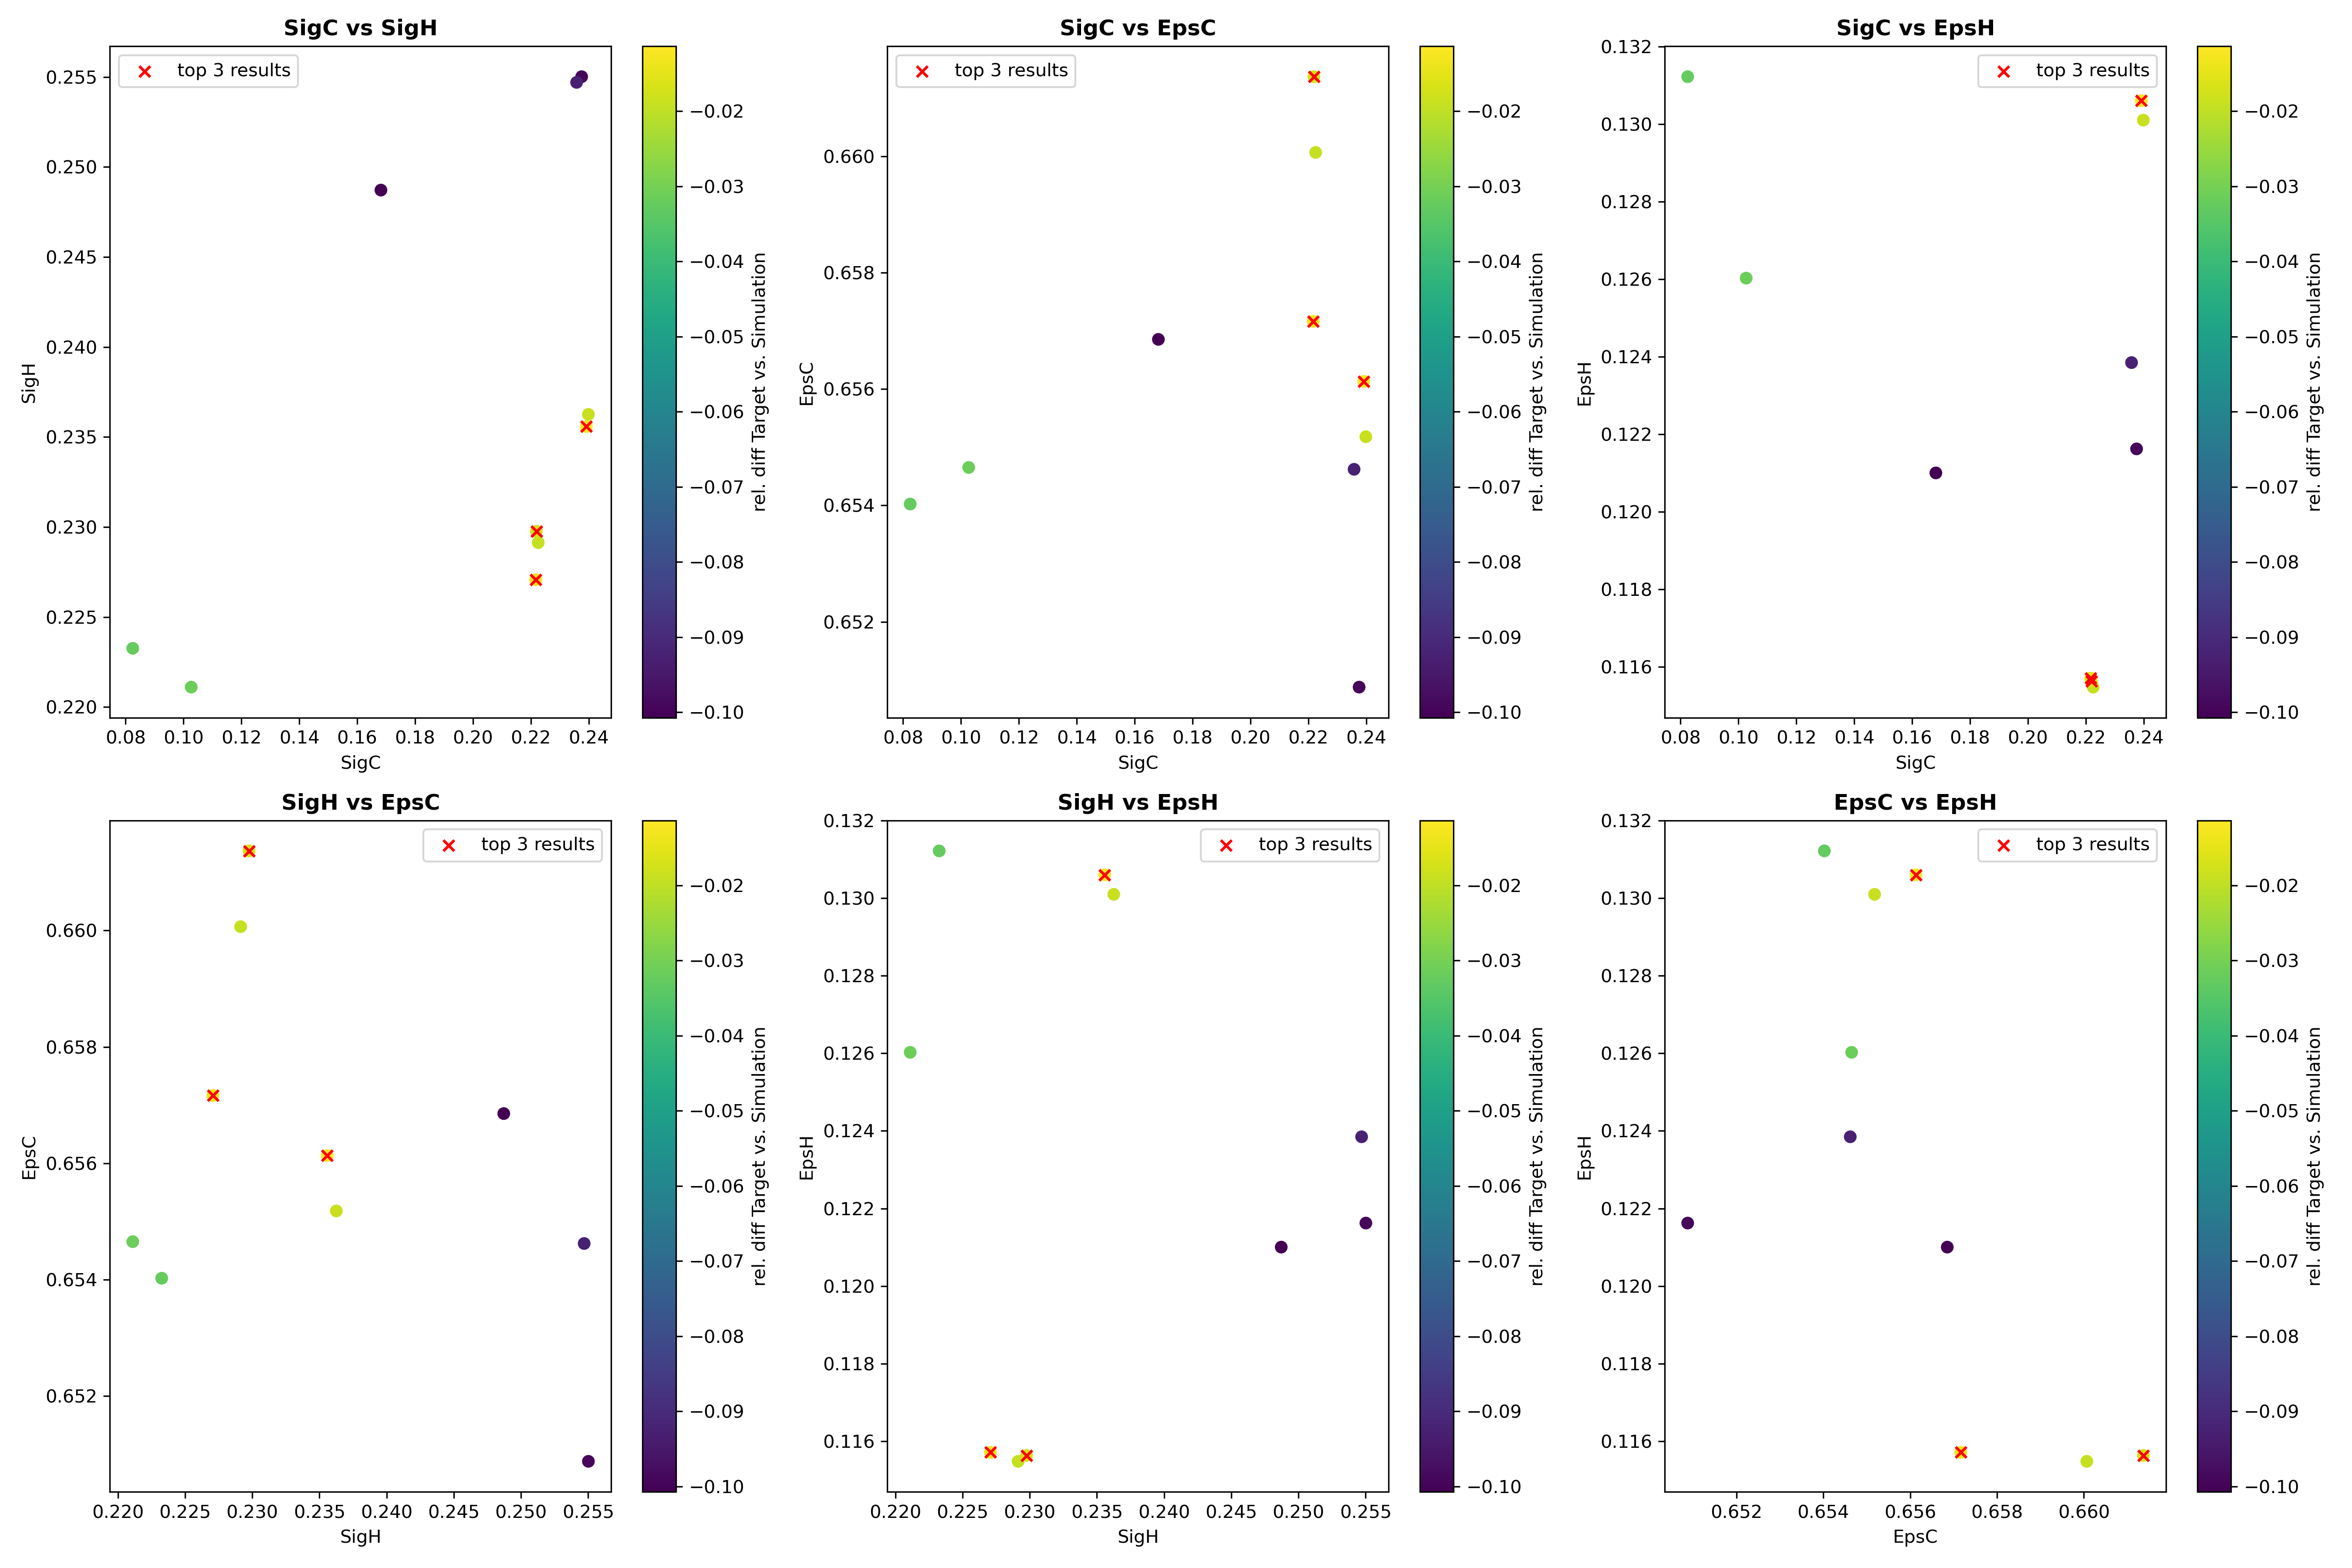 SigC vs SigH
top 3 results
0.255
0.250
0.245
0.240
0.235
0.230
0.225
0.220
SigH
0.08 0.10 0.12 0.14 0.16 0.18 0.20 0.22 0.24
SigC
−0.02
−0.03
−0.04
−0.05
−0.06
−0.07
−0.08
−0.09
−0.10
rel. diff Target vs. Simulation
SigC vs EpsC
top 3 results
0.660
0.658
0.656
0.654
0.652
EpsC
0.08 0.10 0.12 0.14 0.16 0.18 0.20 0.22 0.24
SigC
−0.02
−0.03
−0.04
−0.05
−0.06
−0.07
−0.08
−0.09
−0.10
rel. diff Target vs. Simulation
SigC vs EpsH
top 3 results
0.132
0.130
0.128
0.126
0.124
0.122
0.120
0.118
0.116
EpsH
0.08 0.10 0.12 0.14 0.16 0.18 0.20 0.22 0.24
SigC
−0.02
−0.03
−0.04
−0.05
−0.06
−0.07
−0.08
−0.09
−0.10
rel. diff Target vs. Simulation
SigH vs EpsC
top 3 results
0.660
0.658
0.656
0.654
0.652
EpsC
0.220 0.225 0.230 0.235 0.240 0.245 0.250 0.255
SigH
−0.02
−0.03
−0.04
−0.05
−0.06
−0.07
−0.08
−0.09
−0.10
rel. diff Target vs. Simulation
SigH vs EpsH
top 3 results
0.132
0.130
0.128
0.126
0.124
0.122
0.120
0.118
0.116
EpsH
0.220 0.225 0.230 0.235 0.240 0.245 0.250 0.255
SigH
−0.02
−0.03
−0.04
−0.05
−0.06
−0.07
−0.08
−0.09
−0.10
rel. diff Target vs. Simulation
EpsC vs EpsH
top 3 results
0.132
0.130
0.128
0.126
0.124
0.122
0.120
0.118
0.116
EpsH
0.652 0.654 0.656 0.658 0.660
EpsC
−0.02
−0.03
−0.04
−0.05
−0.06
−0.07
−0.08
−0.09
−0.10
rel. diff Target vs. Simulation